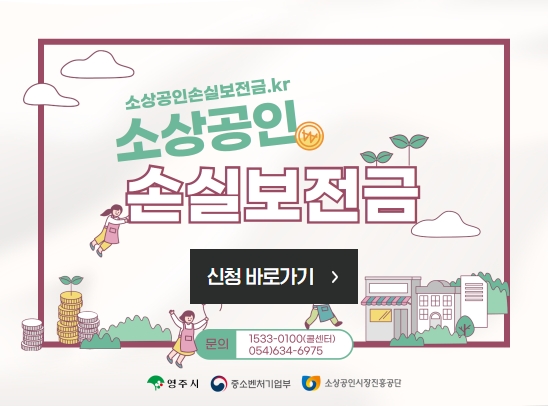 소상공인손실보전금.kr
소상공인
손실보전금
신청 바로가기
문의
1533-0100(콜센터)
054)634-6975
영주시
중소벤처기업부
소상공인시장진흥공단